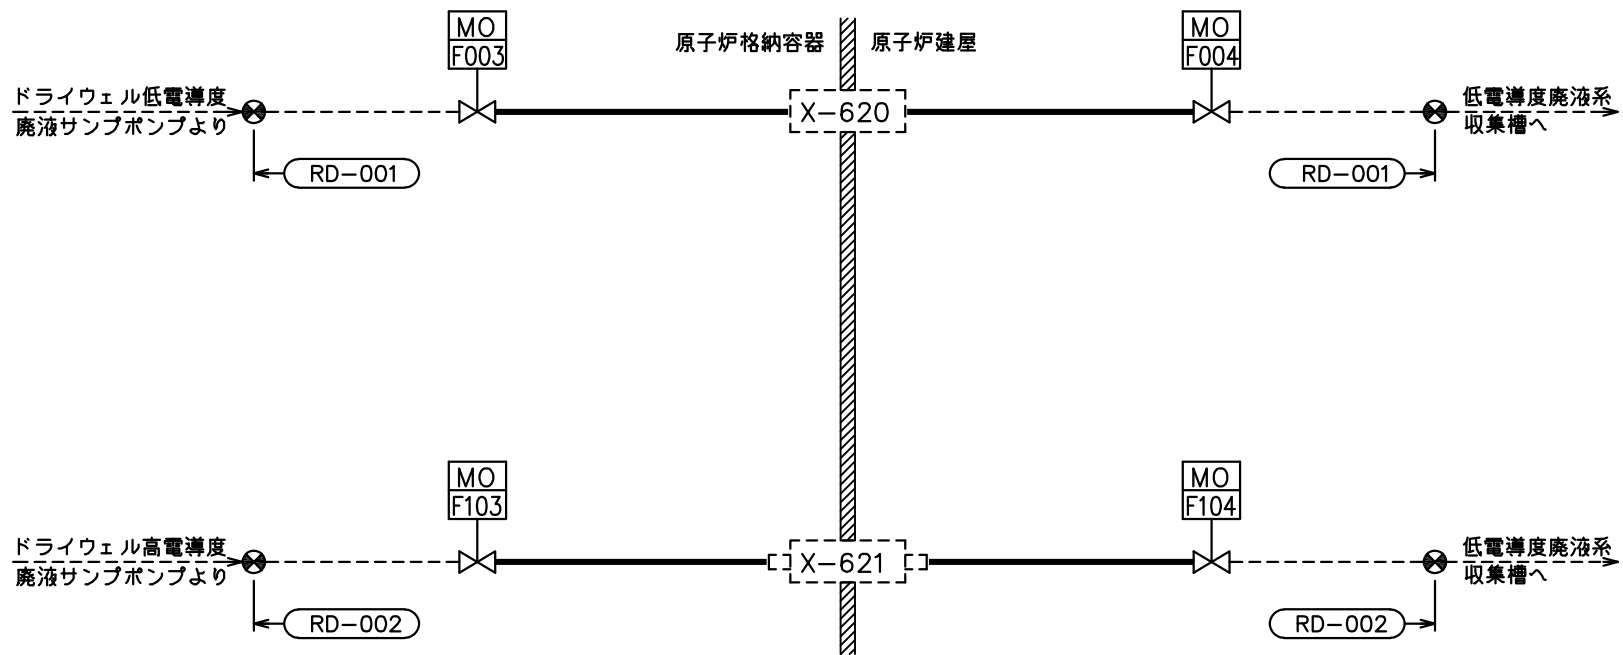 MO
F003
原子炉格納容器
原子炉建屋
MO
F004
ドライウェル低電導度
廃液サンプポンプより
X-620
低電導度廃液系
収集槽へ
RD-001
RD-001
MO
F103
MO
F104
ドライウェル高電導度
廃液サンプポンプより
X-621
低電導度廃液系
収集槽へ
RD-002
RD-002